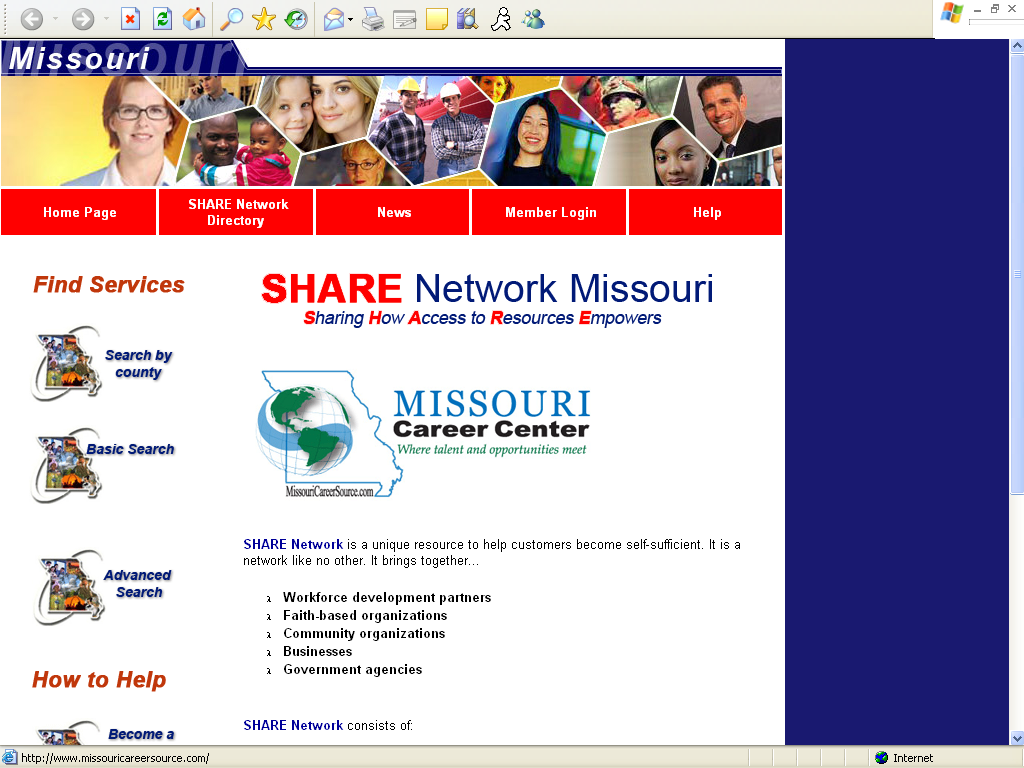 Missouri
Missouri
Home Page
SHARE Network
Directory
News
Member Login
Help
Find Services
Search by
county
Basic Search
Advanced
Search
How to Help
Become a
SHARE Network Missouri
Sharing How Access to Resources Empowers
MISSOURI
Career Center
Where talent and opportunities meet
MissouriCareerSource.com
SHARE Network is a unique resource to help customers become self-sufficient. It is a
network like no other. It brings together...
Workforce development partners
Faith-based organizations
Community organizations
Businesses
Government agencies
SHARE Network consists of:
http://www.missouricareersource.com/
Internet